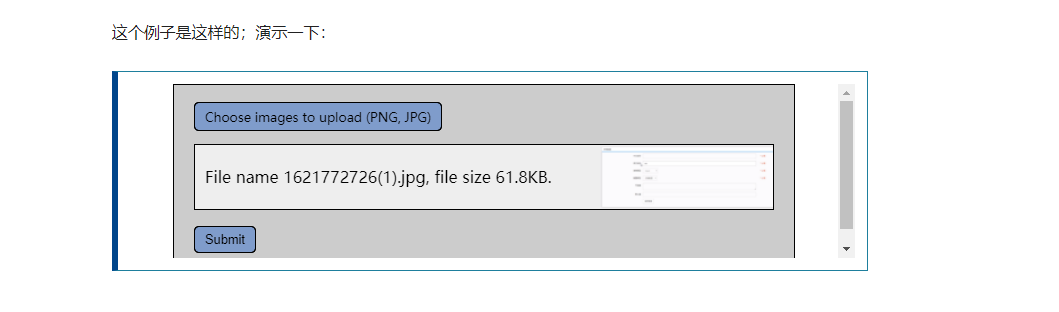 这个例子是这样的；演示一下：
Choose images to upload (PNG, JPG)
File name 1621772726(1).jpg, file size 61.8KB.
Submit